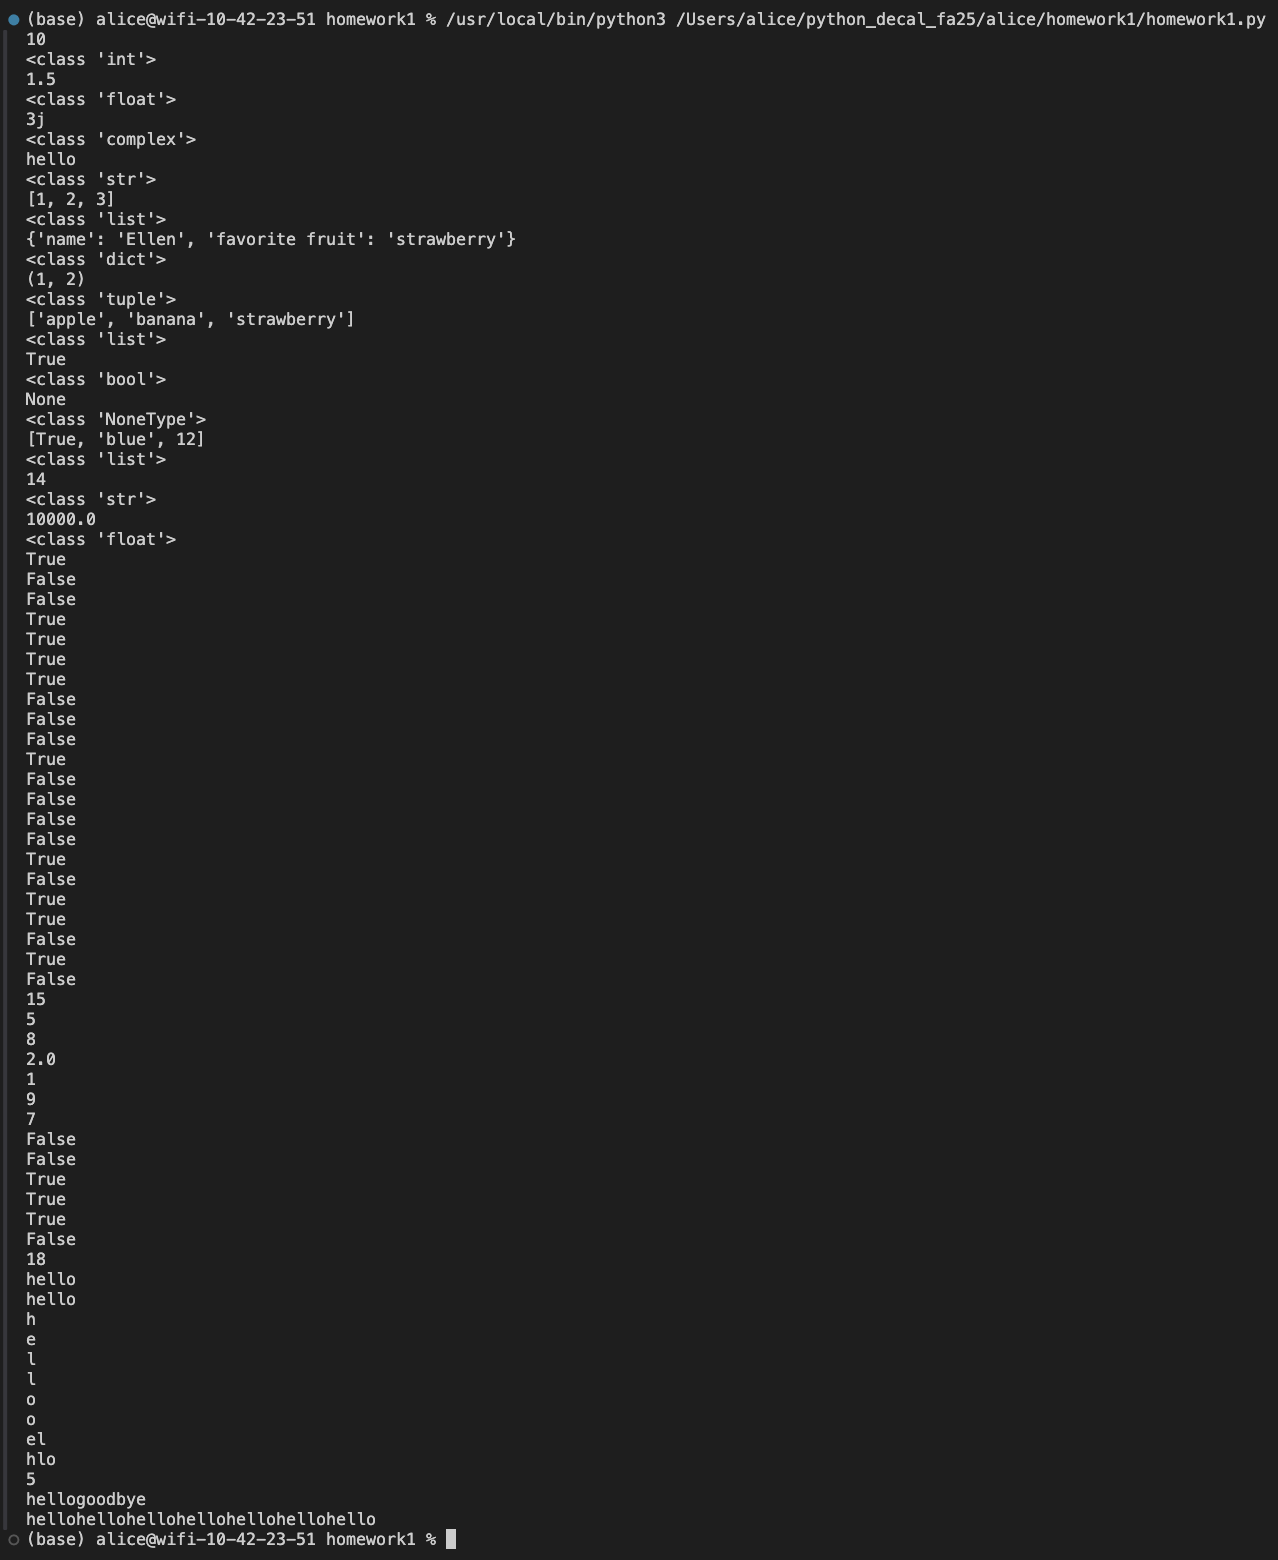 (base) alice@wifi-10-42-23-51 homework1 % /usr/local/bin/python3 /Users/alice/python_decal_fa25/alice/homework1/homework1.py
10
<class 'int'>
1.5
<class 'float'>
3j
<class 'complex'>
hello
<class 'str'>
[1, 2, 3]
<class 'list'>
{'name': 'Ellen', 'favorite fruit': 'strawberry'}
<class 'dict'>
(1, 2)
<class 'tuple'>
['apple', 'banana', 'strawberry']
<class 'list'>
True
<class 'bool'>
None
<class 'NoneType'>
[True, 'blue', 12]
<class 'list'>
14
<class 'str'>
10000.0
<class 'float'>
True
False
False
True
True
True
True
False
False
False
True
False
False
False
False
True
False
True
True
False
True
False
15
5
8
2.0
1
9
7
False
False
True
True
True
False
18
hello
hello
h
e
l
l
o
o
el
hlo
5
hellogoodbye
hellohellohellohellohellohellohello
(base) alice@wifi-10-42-23-51 homework1 %